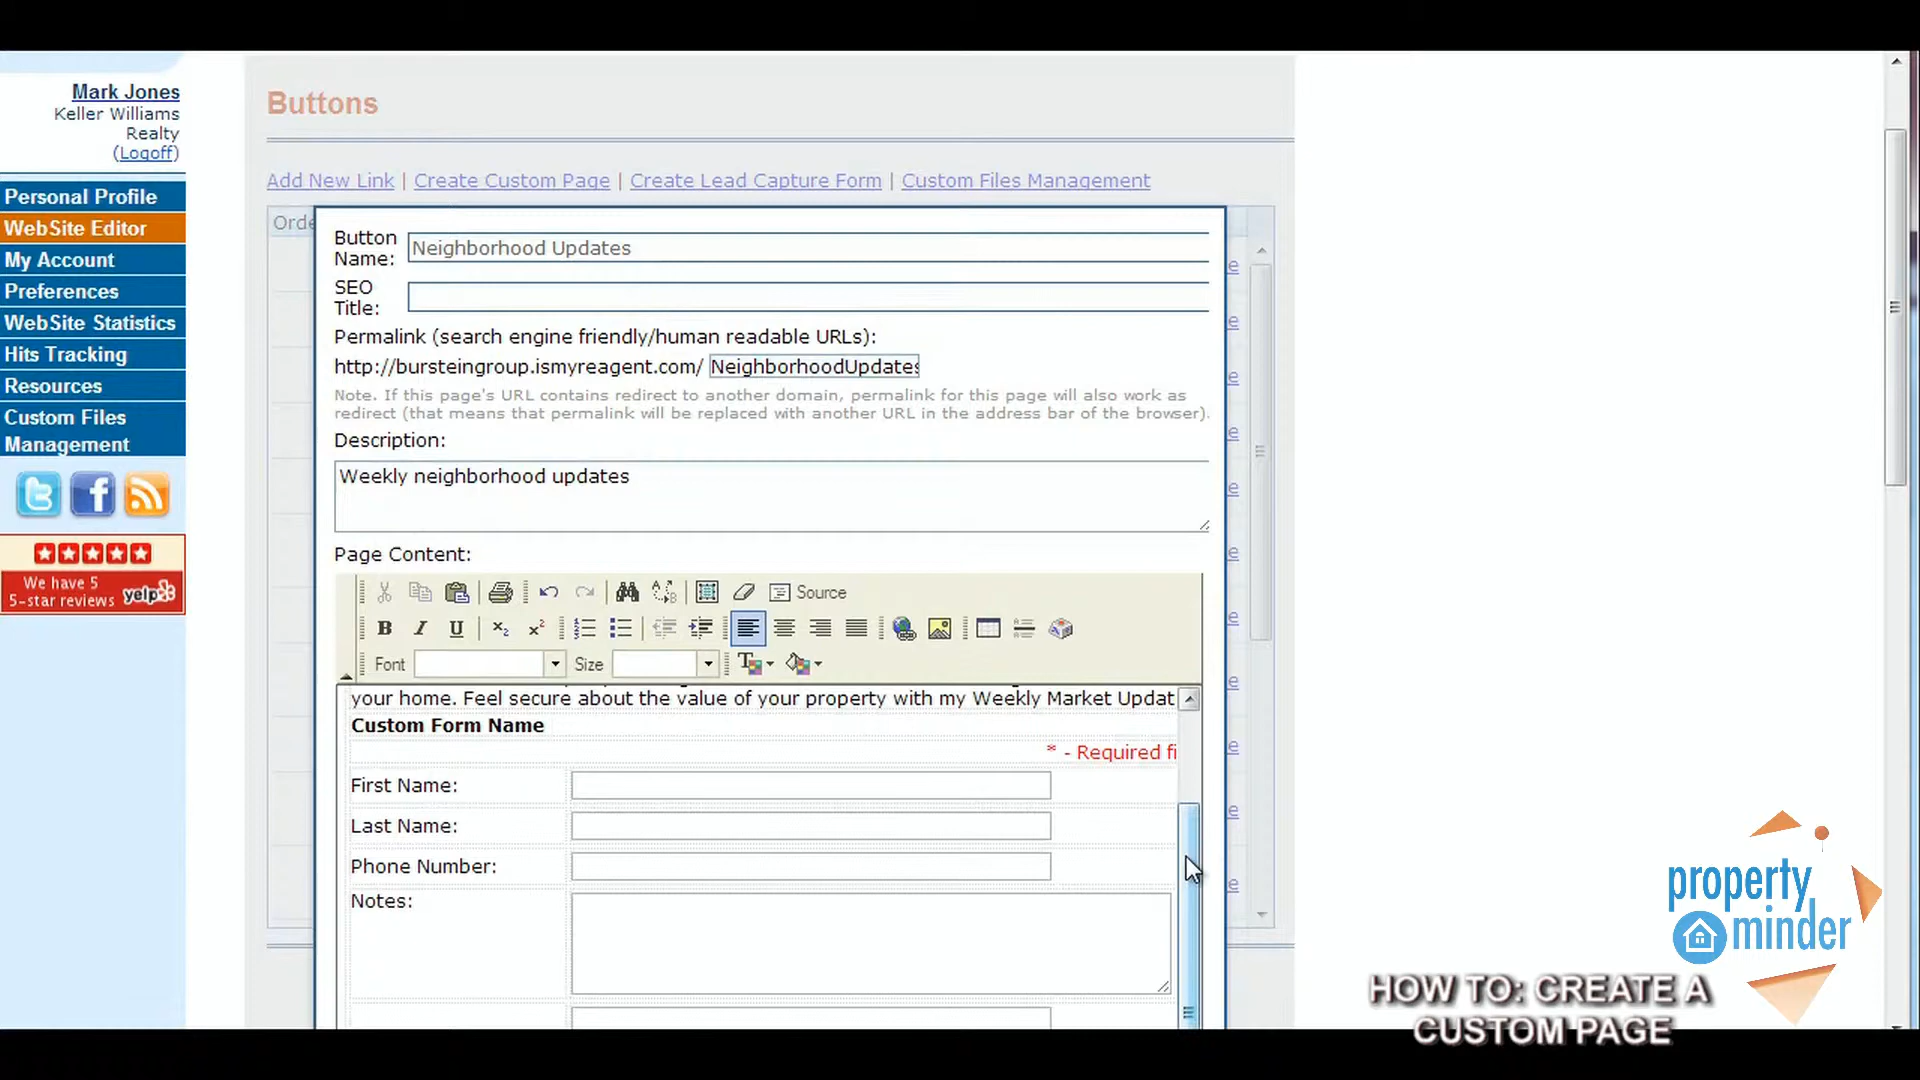 Mark Jones
Keller Williams
Realty
(Logoff)
Personal Profile
WebSite Editor
My Account
Preferences
WebSite Statistics
Hits Tracking
Resources
Custom Files
Management
We have 5
5-star reviews yelp
Buttons
Add New Link | Create Custom Page | Create Lead Capture Form | Custom Files Management
Orde
Button
Name: Neighborhood Updates
SEO
Title:
Permalink (search engine friendly/human readable URLs):
http://bursteingroup.ismyreagent.com/ NeighborhoodUpdates
Note. If this page's URL contains redirect to another domain, permalink for this page will also work as
redirect (that means that permalink will be replaced with another URL in the address bar of the browser).
Description:
Weekly neighborhood updates
Page Content:
Source
B I U x₂ x²
Font Size
your home. Feel secure about the value of your property with my Weekly Market Updat
Custom Form Name
* - Required fi
First Name:
Last Name:
Phone Number:
Notes:
property
minder
HOW TO: CREATE A
CUSTOM PAGE